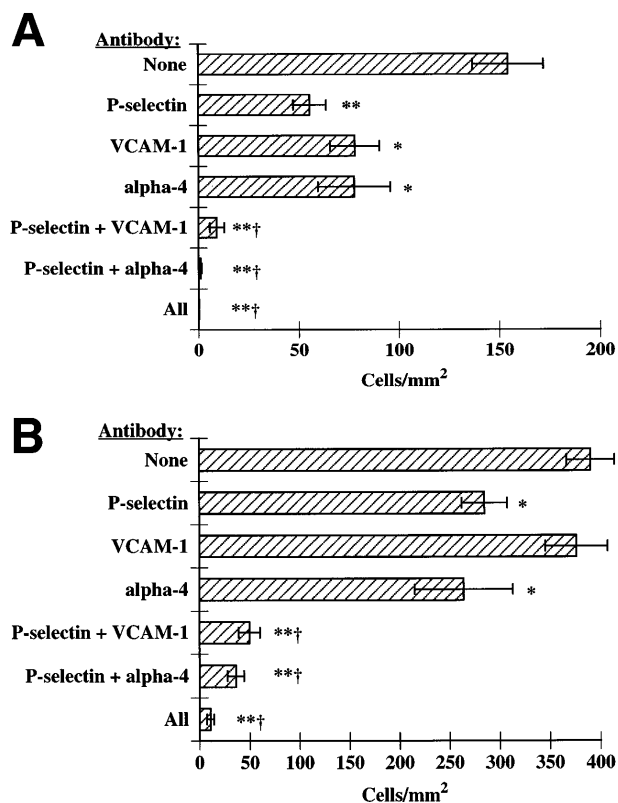 A
Antibody:
None
P-selectin **
VCAM-1 *
alpha-4 *
P-selectin + VCAM-1 **†
P-selectin + alpha-4 **†
All **†
0 50 100 150 200
Cells/mm²
B
Antibody:
None
P-selectin *
VCAM-1
alpha-4 *
P-selectin + VCAM-1 **†
P-selectin + alpha-4 **†
All **†
0 50 100 150 200 250 300 350 400
Cells/mm²